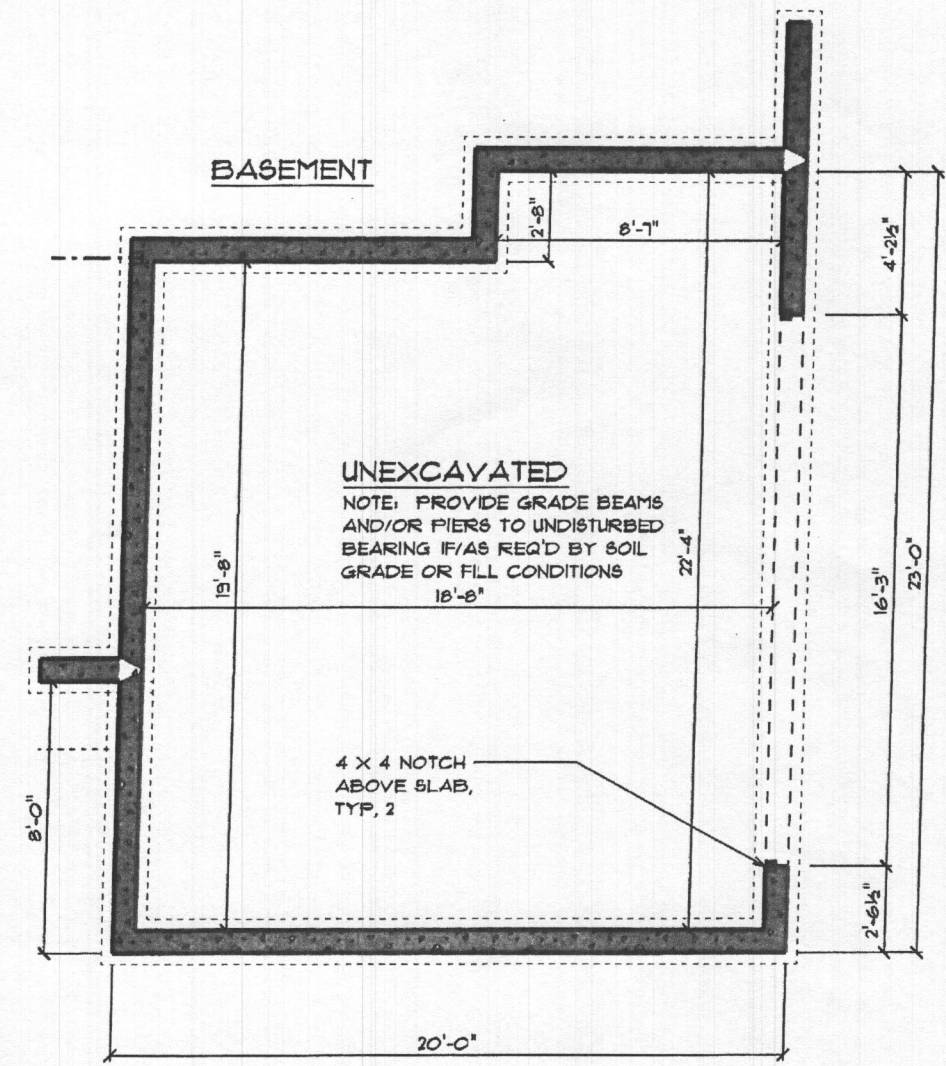 BASEMENT
2'-8"
8'-7"
4'-2½"
UNEXCAVATED
NOTE: PROVIDE GRADE BEAMS
AND/OR PIERS TO UNDISTURBED
BEARING IF/AS REQ'D BY SOIL
GRADE OR FILL CONDITIONS
19'-8"
18'-8"
22'-4"
16'-3"
23'-0"
4 X 4 NOTCH
ABOVE SLAB,
TYP, 2
8'-0"
2'-6½"
20'-0"